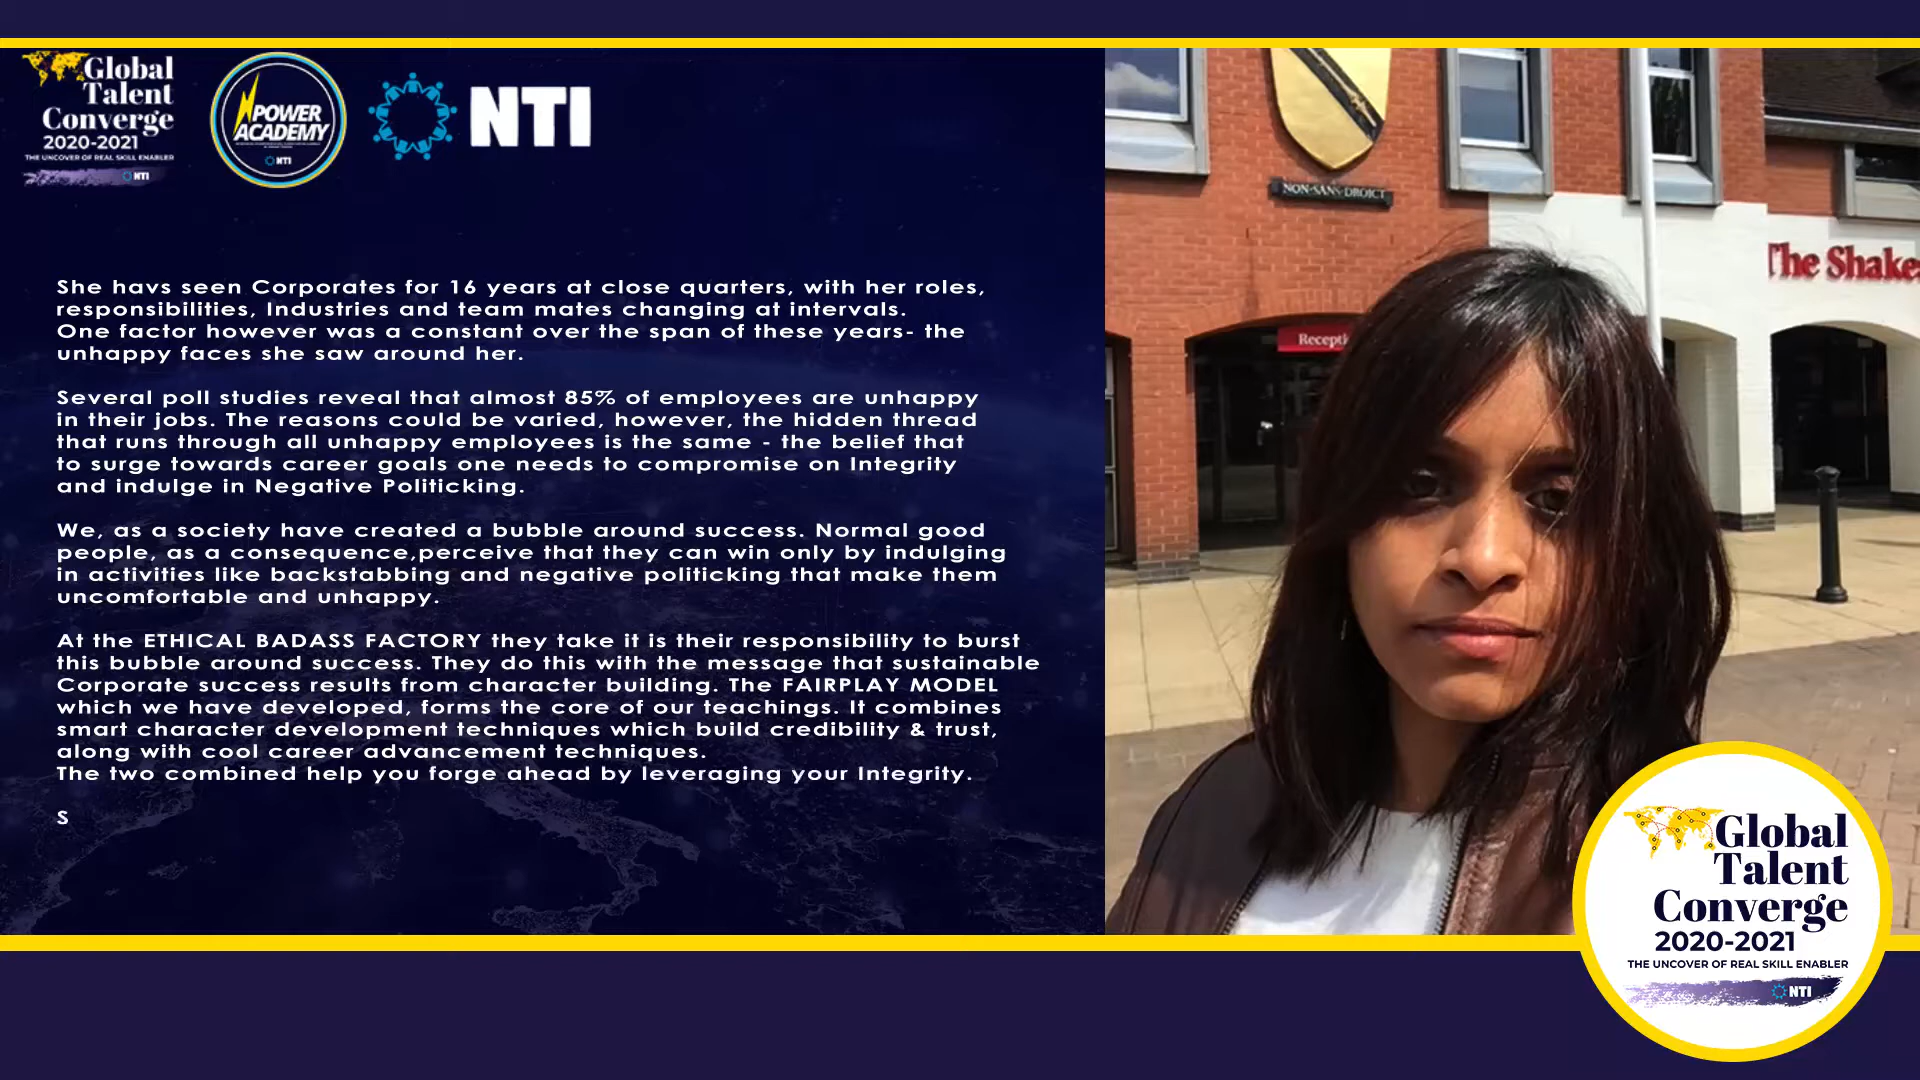 Global
Talent
Converge
2020-2021
THE UNCOVER OF REAL SKILL ENABLER
NTI
POWER
ACADEMY
NTI
NTI
She havs seen Corporates for 16 years at close quarters, with her roles,
responsibilities, Industries and team mates changing at intervals.
One factor however was a constant over the span of these years- the
unhappy faces she saw around her.
Several poll studies reveal that almost 85% of employees are unhappy
in their jobs. The reasons could be varied, however, the hidden thread
that runs through all unhappy employees is the same - the belief that
to surge towards career goals one needs to compromise on Integrity
and indulge in Negative Politicking.
We, as a society have created a bubble around success. Normal good
people, as a consequence,perceive that they can win only by indulging
in activities like backstabbing and negative politicking that make them
uncomfortable and unhappy.
At the ETHICAL BADASS FACTORY they take it is their responsibility to burst
this bubble around success. They do this with the message that sustainable
Corporate success results from character building. The FAIRPLAY MODEL
which we have developed, forms the core of our teachings. It combines
smart character development techniques which build credibility & trust,
along with cool career advancement techniques.
The two combined help you forge ahead by leveraging your Integrity.
S
NON·SANS·DROICT
The Shake
Recepti
Global
Talent
Converge
2020-2021
THE UNCOVER OF REAL SKILL ENABLER
NTI